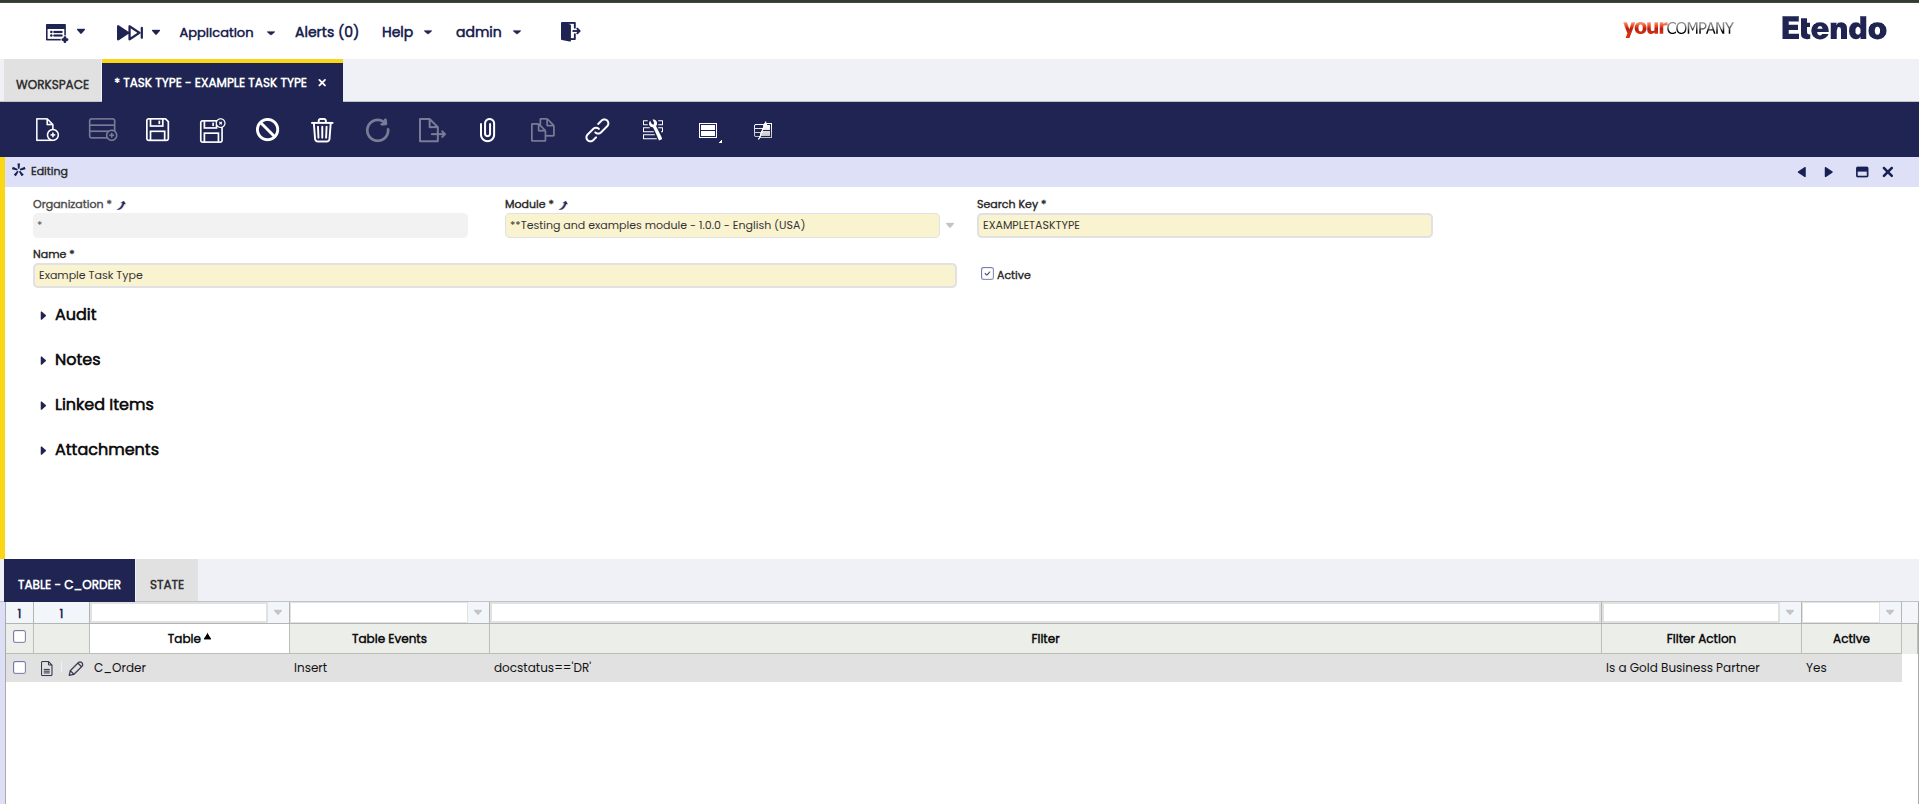 Application Alerts (0) Help admin yourCOMPANY Etendo
WORKSPACE * TASK TYPE - EXAMPLE TASK TYPE ×
Editing
Organization * Module * Search Key *
* **Testing and examples module - 1.0.0 - English (USA) EXAMPLETASKTYPE
Name *
Example Task Type Active
Audit
Notes
Linked Items
Attachments
TABLE - C_ORDER STATE
1 1
Table Table Events Filter Filter Action Active
C_Order Insert docstatus=='DR' Is a Gold Business Partner Yes